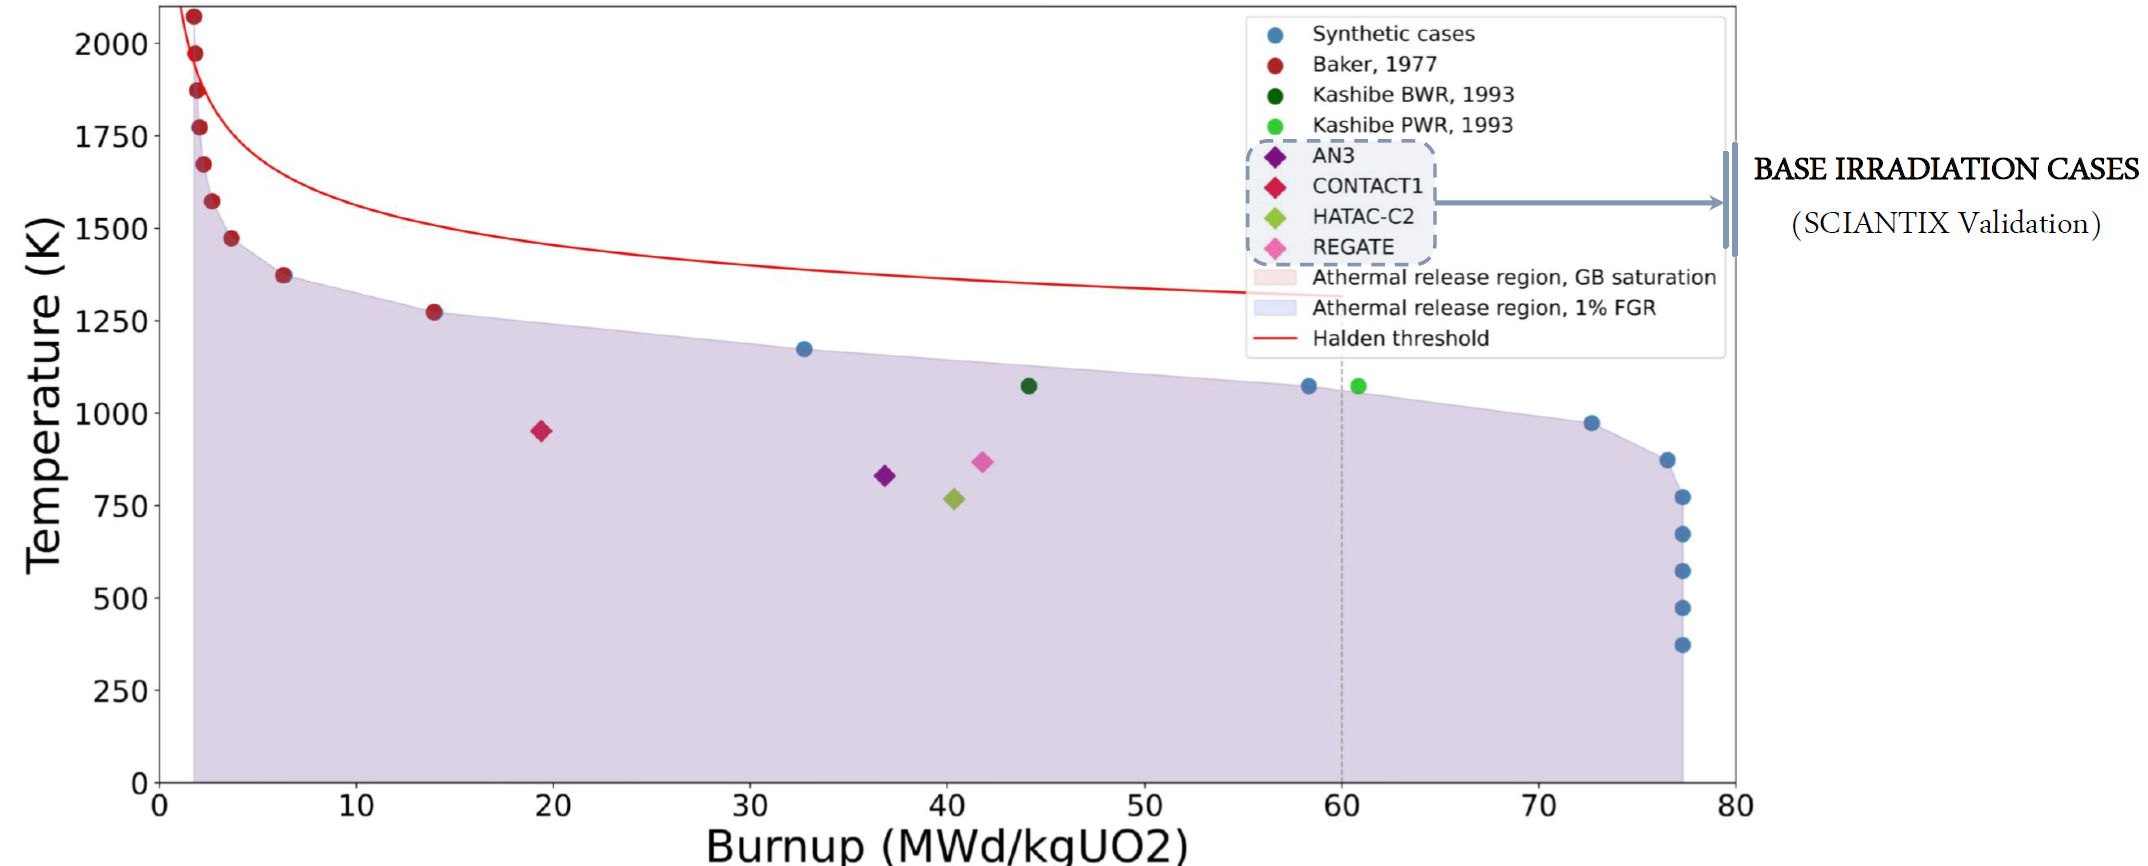 2000
1750
1500
1250
1000
750
500
250
0
Temperature (K)
0 10 20 30 40 50 60 70 80
Burnup (MWd/kgUO2)
Synthetic cases
Baker, 1977
Kashibe BWR, 1993
Kashibe PWR, 1993
AN3
CONTACT1
HATAC-C2
REGATE
Athermal release region, GB saturation
Athermal release region, 1% FGR
Halden threshold
BASE IRRADIATION CASES
(SCIANTIX Validation)